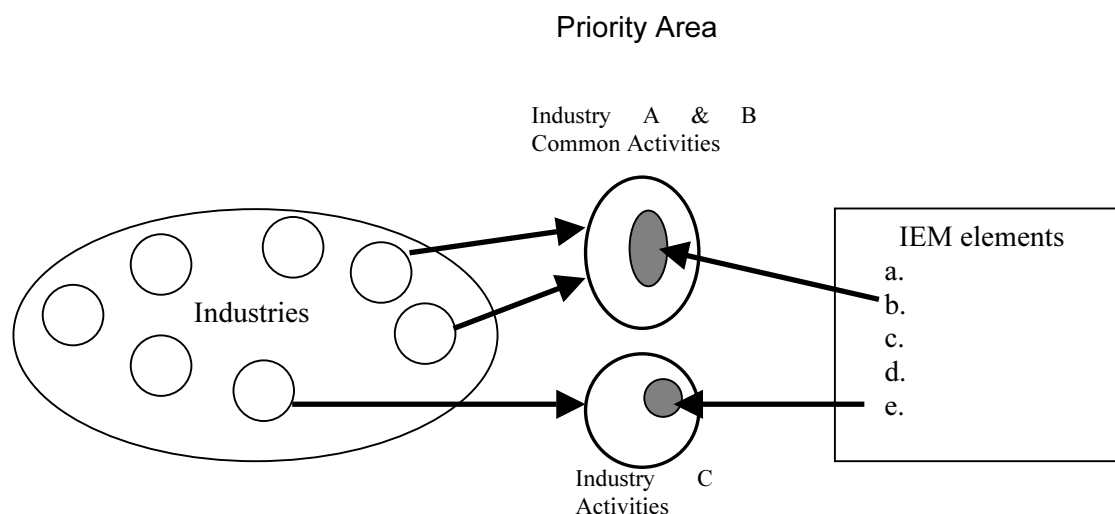 Priority Area
Industry A & B
Common Activities
Industries
IEM elements
a.
b.
c.
d.
e.
Industry C
Activities